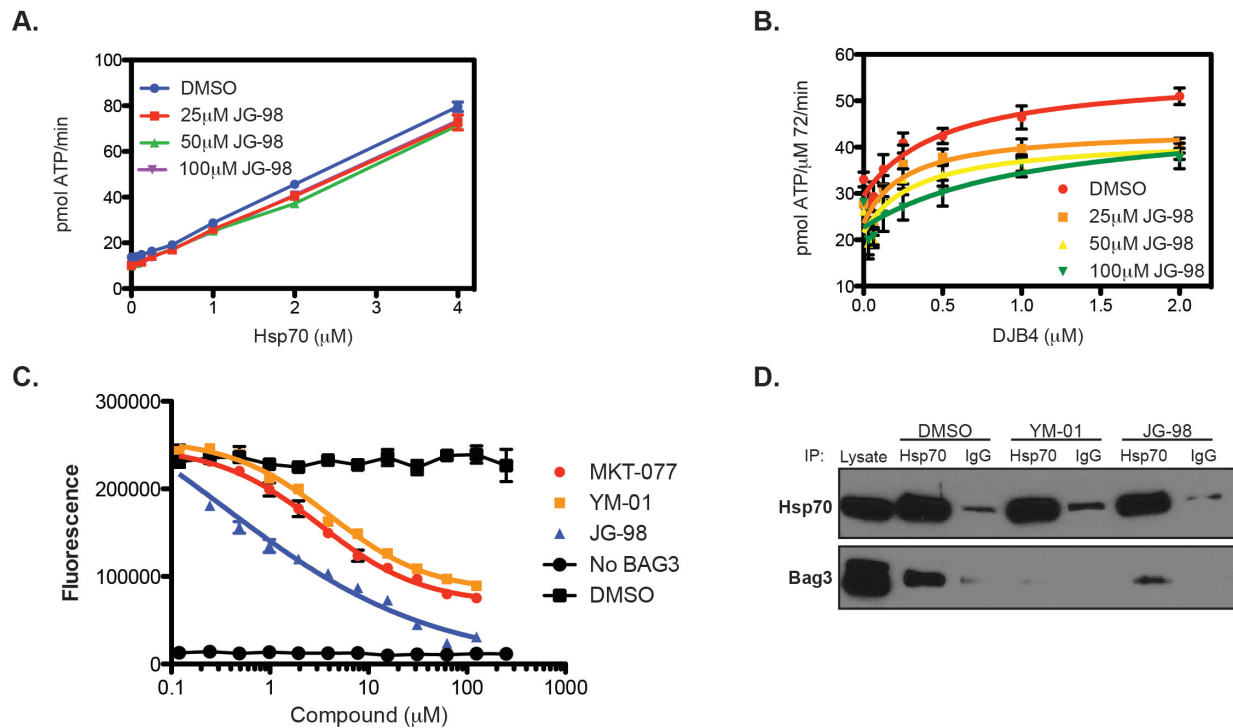 A.
pmol ATP/min
100
80
60
40
20
0
DMSO
25μM JG-98
50μM JG-98
100μM JG-98
0
1
2
3
4
Hsp70 (μM)
B.
pmol ATP/μM 72/min
60
50
40
30
20
10
DMSO
25μM JG-98
50μM JG-98
100μM JG-98
0.0
0.5
1.0
1.5
2.0
DJB4 (μM)
C.
Fluorescence
300000
200000
100000
0
MKT-077
YM-01
JG-98
No BAG3
DMSO
0.1
1
10
100
1000
Compound (μM)
D.
DMSO YM-01 JG-98
IP: Lysate Hsp70 IgG Hsp70 IgG Hsp70 IgG
Hsp70
Bag3